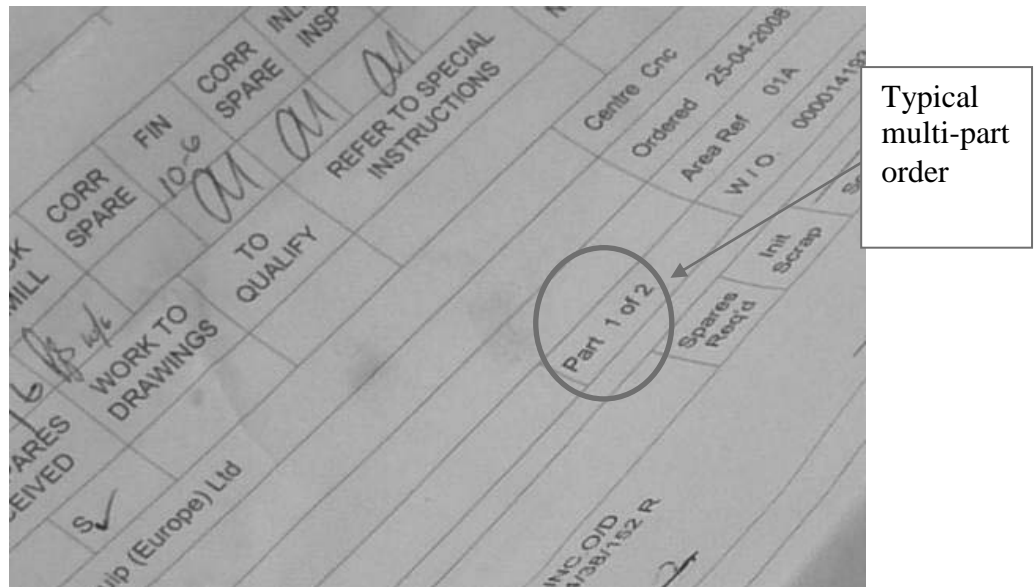 INSP
CORR
SPARE
FIN
10-6
CORR
SPARE
MILL
REFER TO SPECIAL
INSTRUCTIONS
TO
QUALIFY
WORK TO
DRAWINGS
S
(Europe) Ltd
Centre Cnc
Ordered 25-04-2008
Area Ref 01A
W / O.
Part 1 of 2
Init
Scrap
Spares
Req'd
INC O/D
Typical
multi-part
order